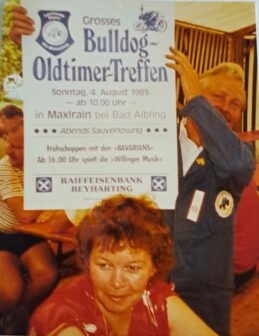 Grosses
Bulldog-
Oldtimer-Treffen
Sonntag, 4. August 1985
— ab 10.00 Uhr —
in Maxlrain bei Bad Aibling
Abends Sauverlosung
Frühschoppen mit den »BAVARIANS«
Ab 16.00 Uhr spielt die »Willinger Musik«
RAIFFEISENBANK
BEYHARTING